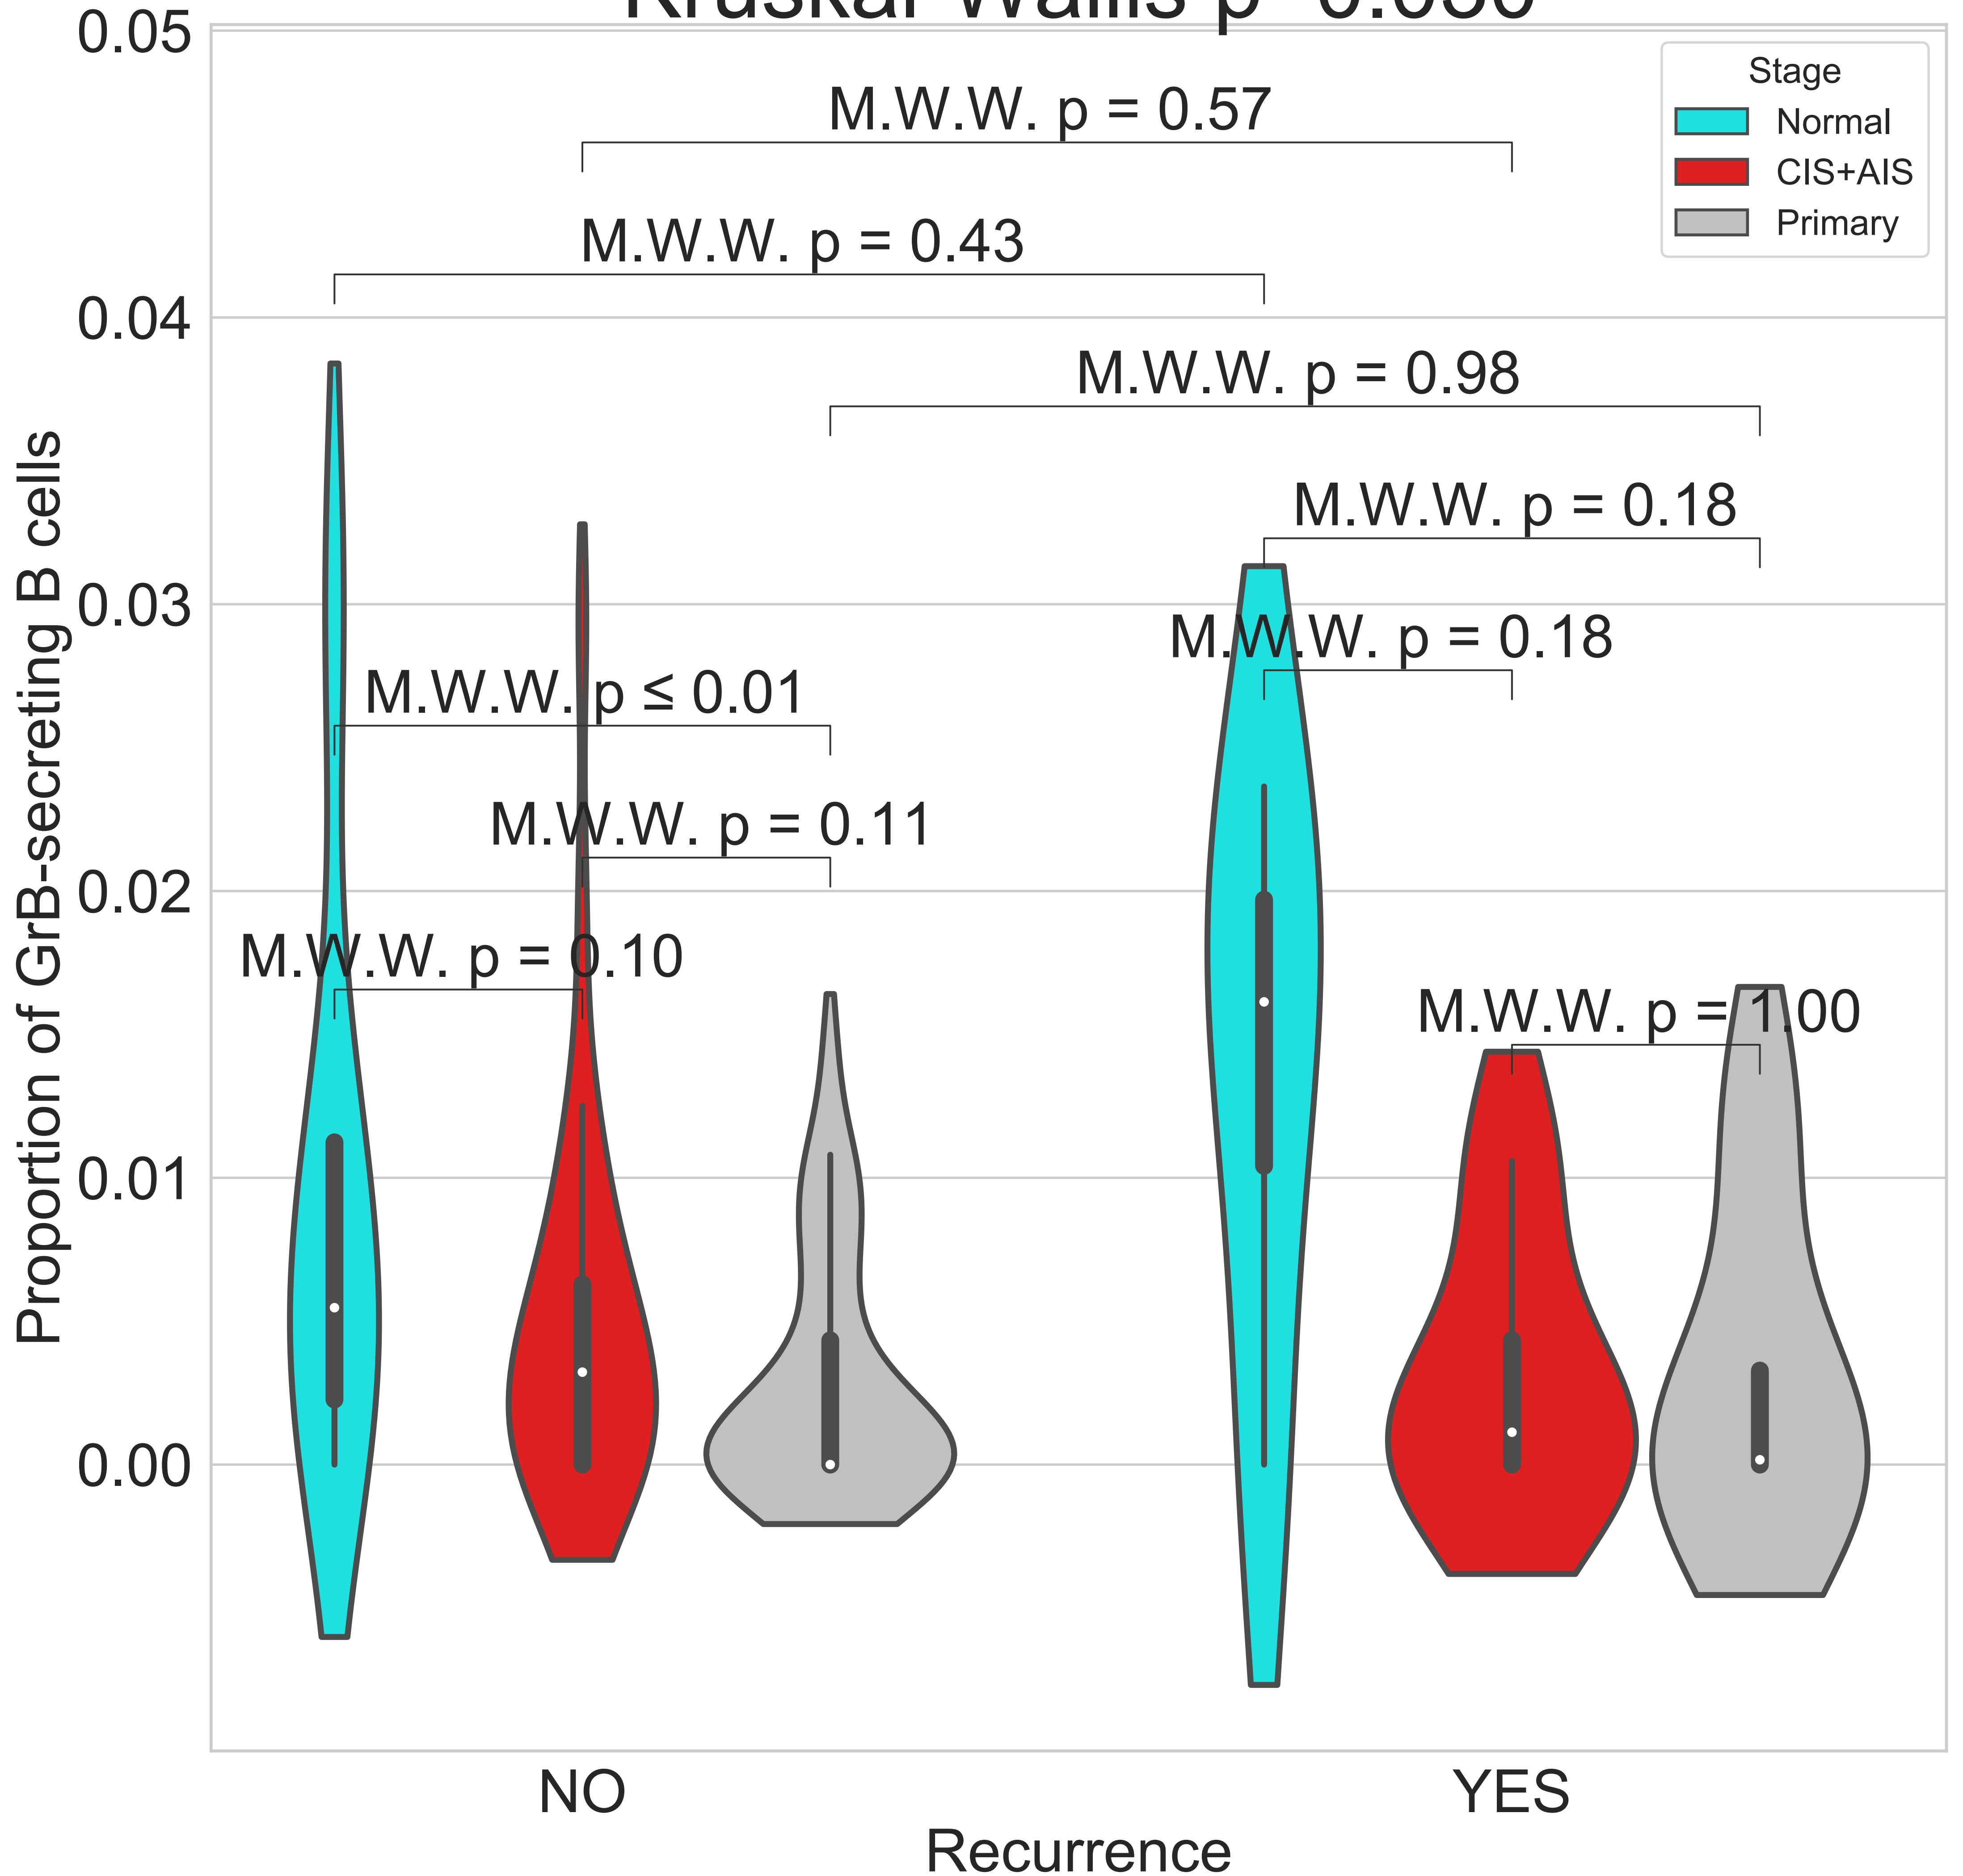 Kruskal Wallis p
0.05
Stage
Normal
CIS+AIS
Primary
M.W.W. p = 0.57
M.W.W. p = 0.43
0.04
M.W.W. p = 0.98
M.W.W. p = 0.18
0.03
M.W.W. p = 0.18
M.W.W. p ≤ 0.01
M.W.W. p = 0.11
0.02
M.W.W. p = 0.10
M.W.W. p = 1.00
0.01
0.00
Proportion of GrB-secreting B cells
NO
YES
Recurrence